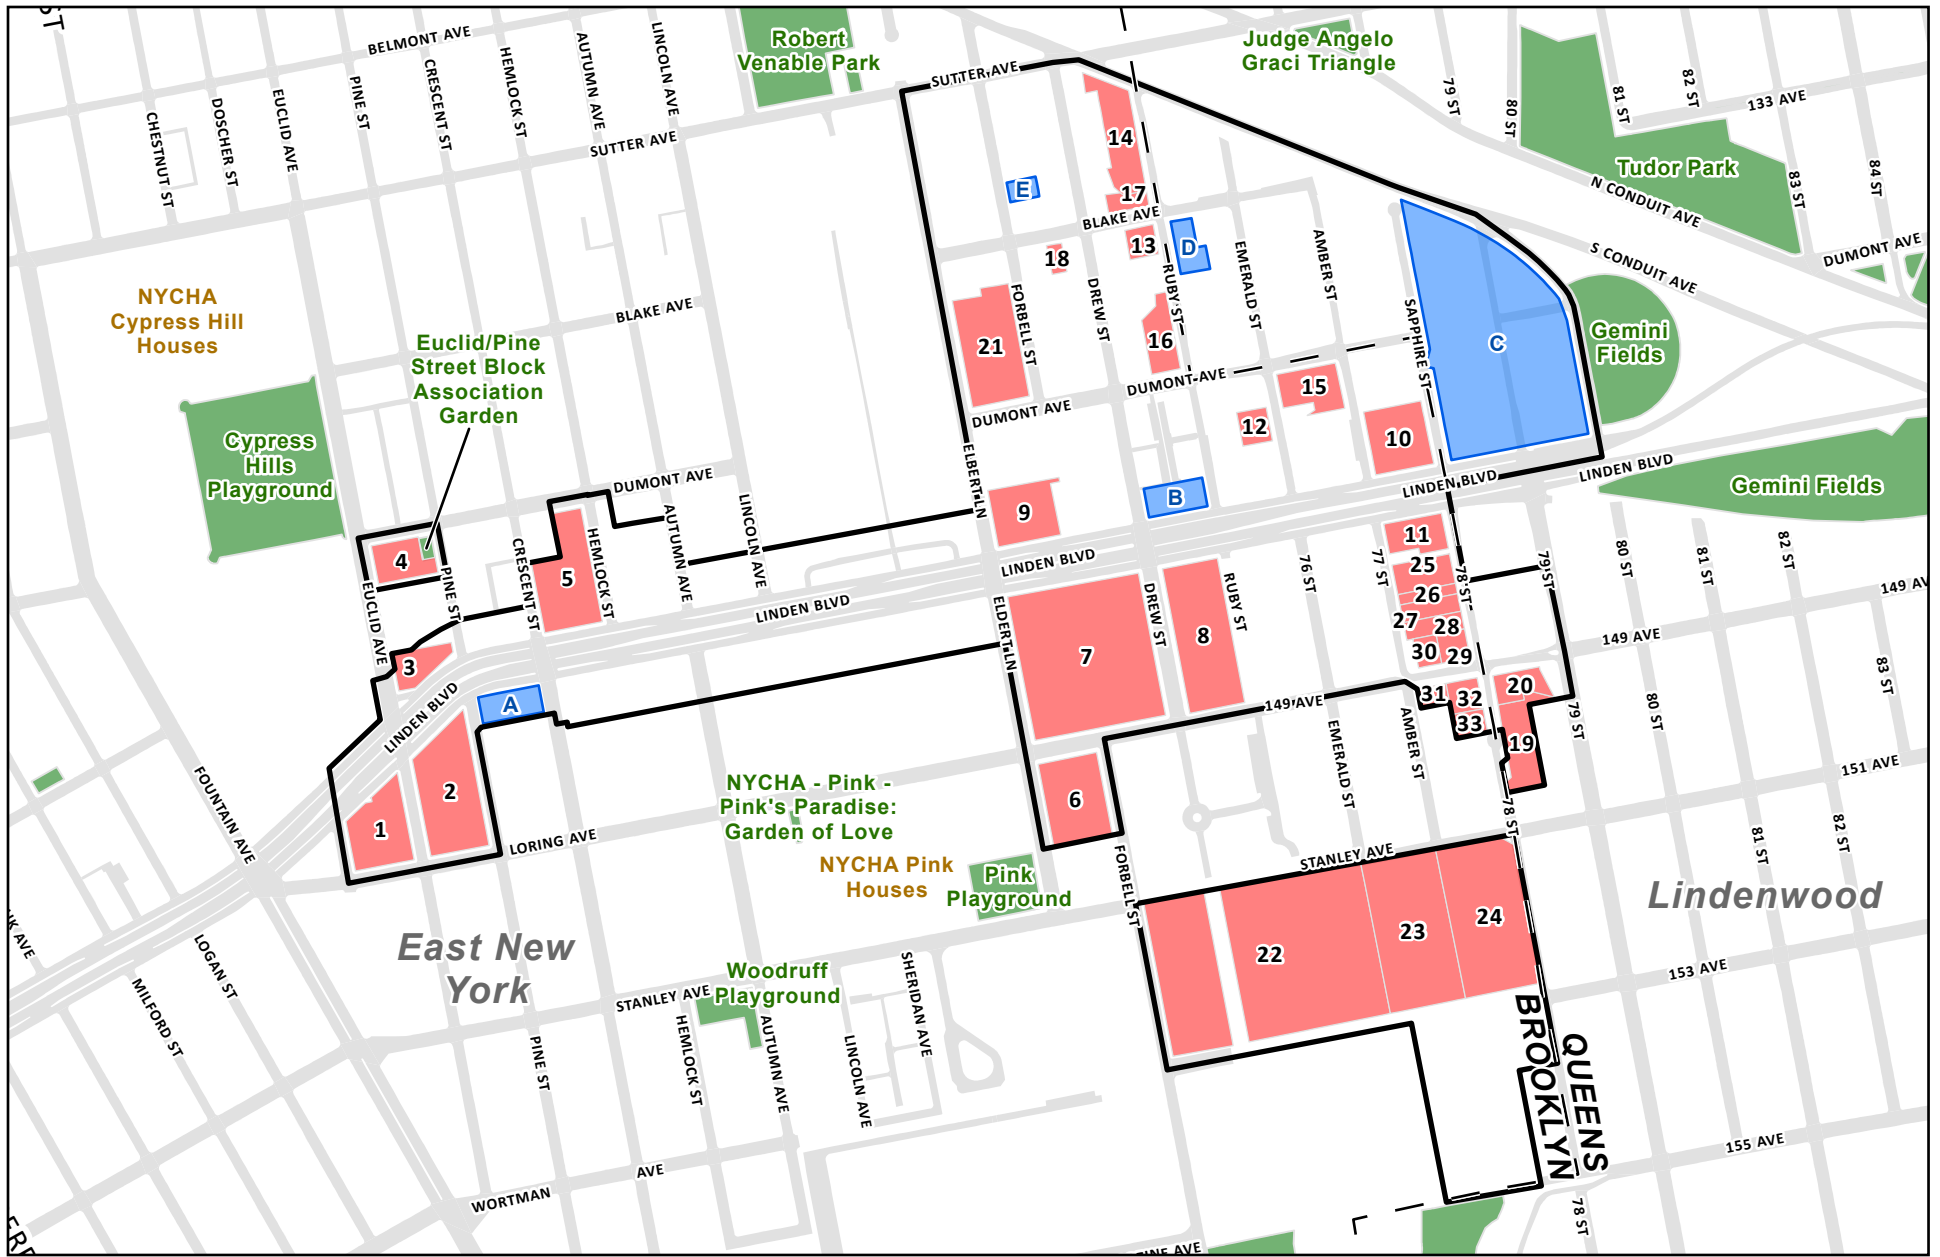 ST
BELMONT AVE
LINCOLN AVE
AUTUMN AVE
HEMLOCK ST
CRESCENT ST
PINE ST
EUCLID AVE
DOSCHER ST
CHESTNUT ST
SUTTER AVE
Robert
Venable Park
SUTTER AVE
Judge Angelo
Graci Triangle
79 ST
80 ST
81 ST
82 ST
133 AVE
Tudor Park
83 ST
84 ST
N CONDUIT AVE
S CONDUIT AVE
DUMONT AVE
14
17
E
BLAKE AVE
13
D
18
RUBY ST
EMERALD ST
AMBER ST
SAPPHIRE ST
C
Gemini
Fields
NYCHA
Cypress Hill
Houses
BLAKE AVE
Euclid/Pine
Street Block
Association
Garden
FORBELL ST
DREW ST
21
16
DUMONT AVE
15
DUMONT AVE
12
10
Cypress
Hills
Playground
ELBERT LN
LINDEN BLVD
LINDEN BLVD
Gemini Fields
DUMONT AVE
LINCOLN AVE
AUTUMN AVE
HEMLOCK ST
CRESCENT ST
9
B
4
5
PINE ST
EUCLID AVE
LINDEN BLVD
LINDEN BLVD
11
25
26
27
28
30
29
76 ST
77 ST
78 ST
79 ST
80 ST
81 ST
82 ST
149 AV
149 AVE
83 ST
ELDERT LN
DREW ST
RUBY ST
7
8
3
A
LINDEN BLVD
149 AVE
31
32
33
20
19
79 ST
80 ST
151 AVE
FOUNTAIN AVE
1
2
LORING AVE
NYCHA - Pink -
Pink's Paradise:
Garden of Love
NYCHA Pink
Houses
6
Pink
Playground
EMERALD ST
AMBER ST
78 ST
STANLEY AVE
FORBELL ST
81 ST
82 ST
Lindenwood
22
23
24
153 AVE
East New
York
LOGAN ST
MILFORD ST
STANLEY AVE
Woodruff
Playground
SHERIDAN AVE
PINE ST
HEMLOCK ST
AUTUMN AVE
LINCOLN AVE
BROOKLYN
QUEENS
155 AVE
WORTMAN
AVE
78 ST